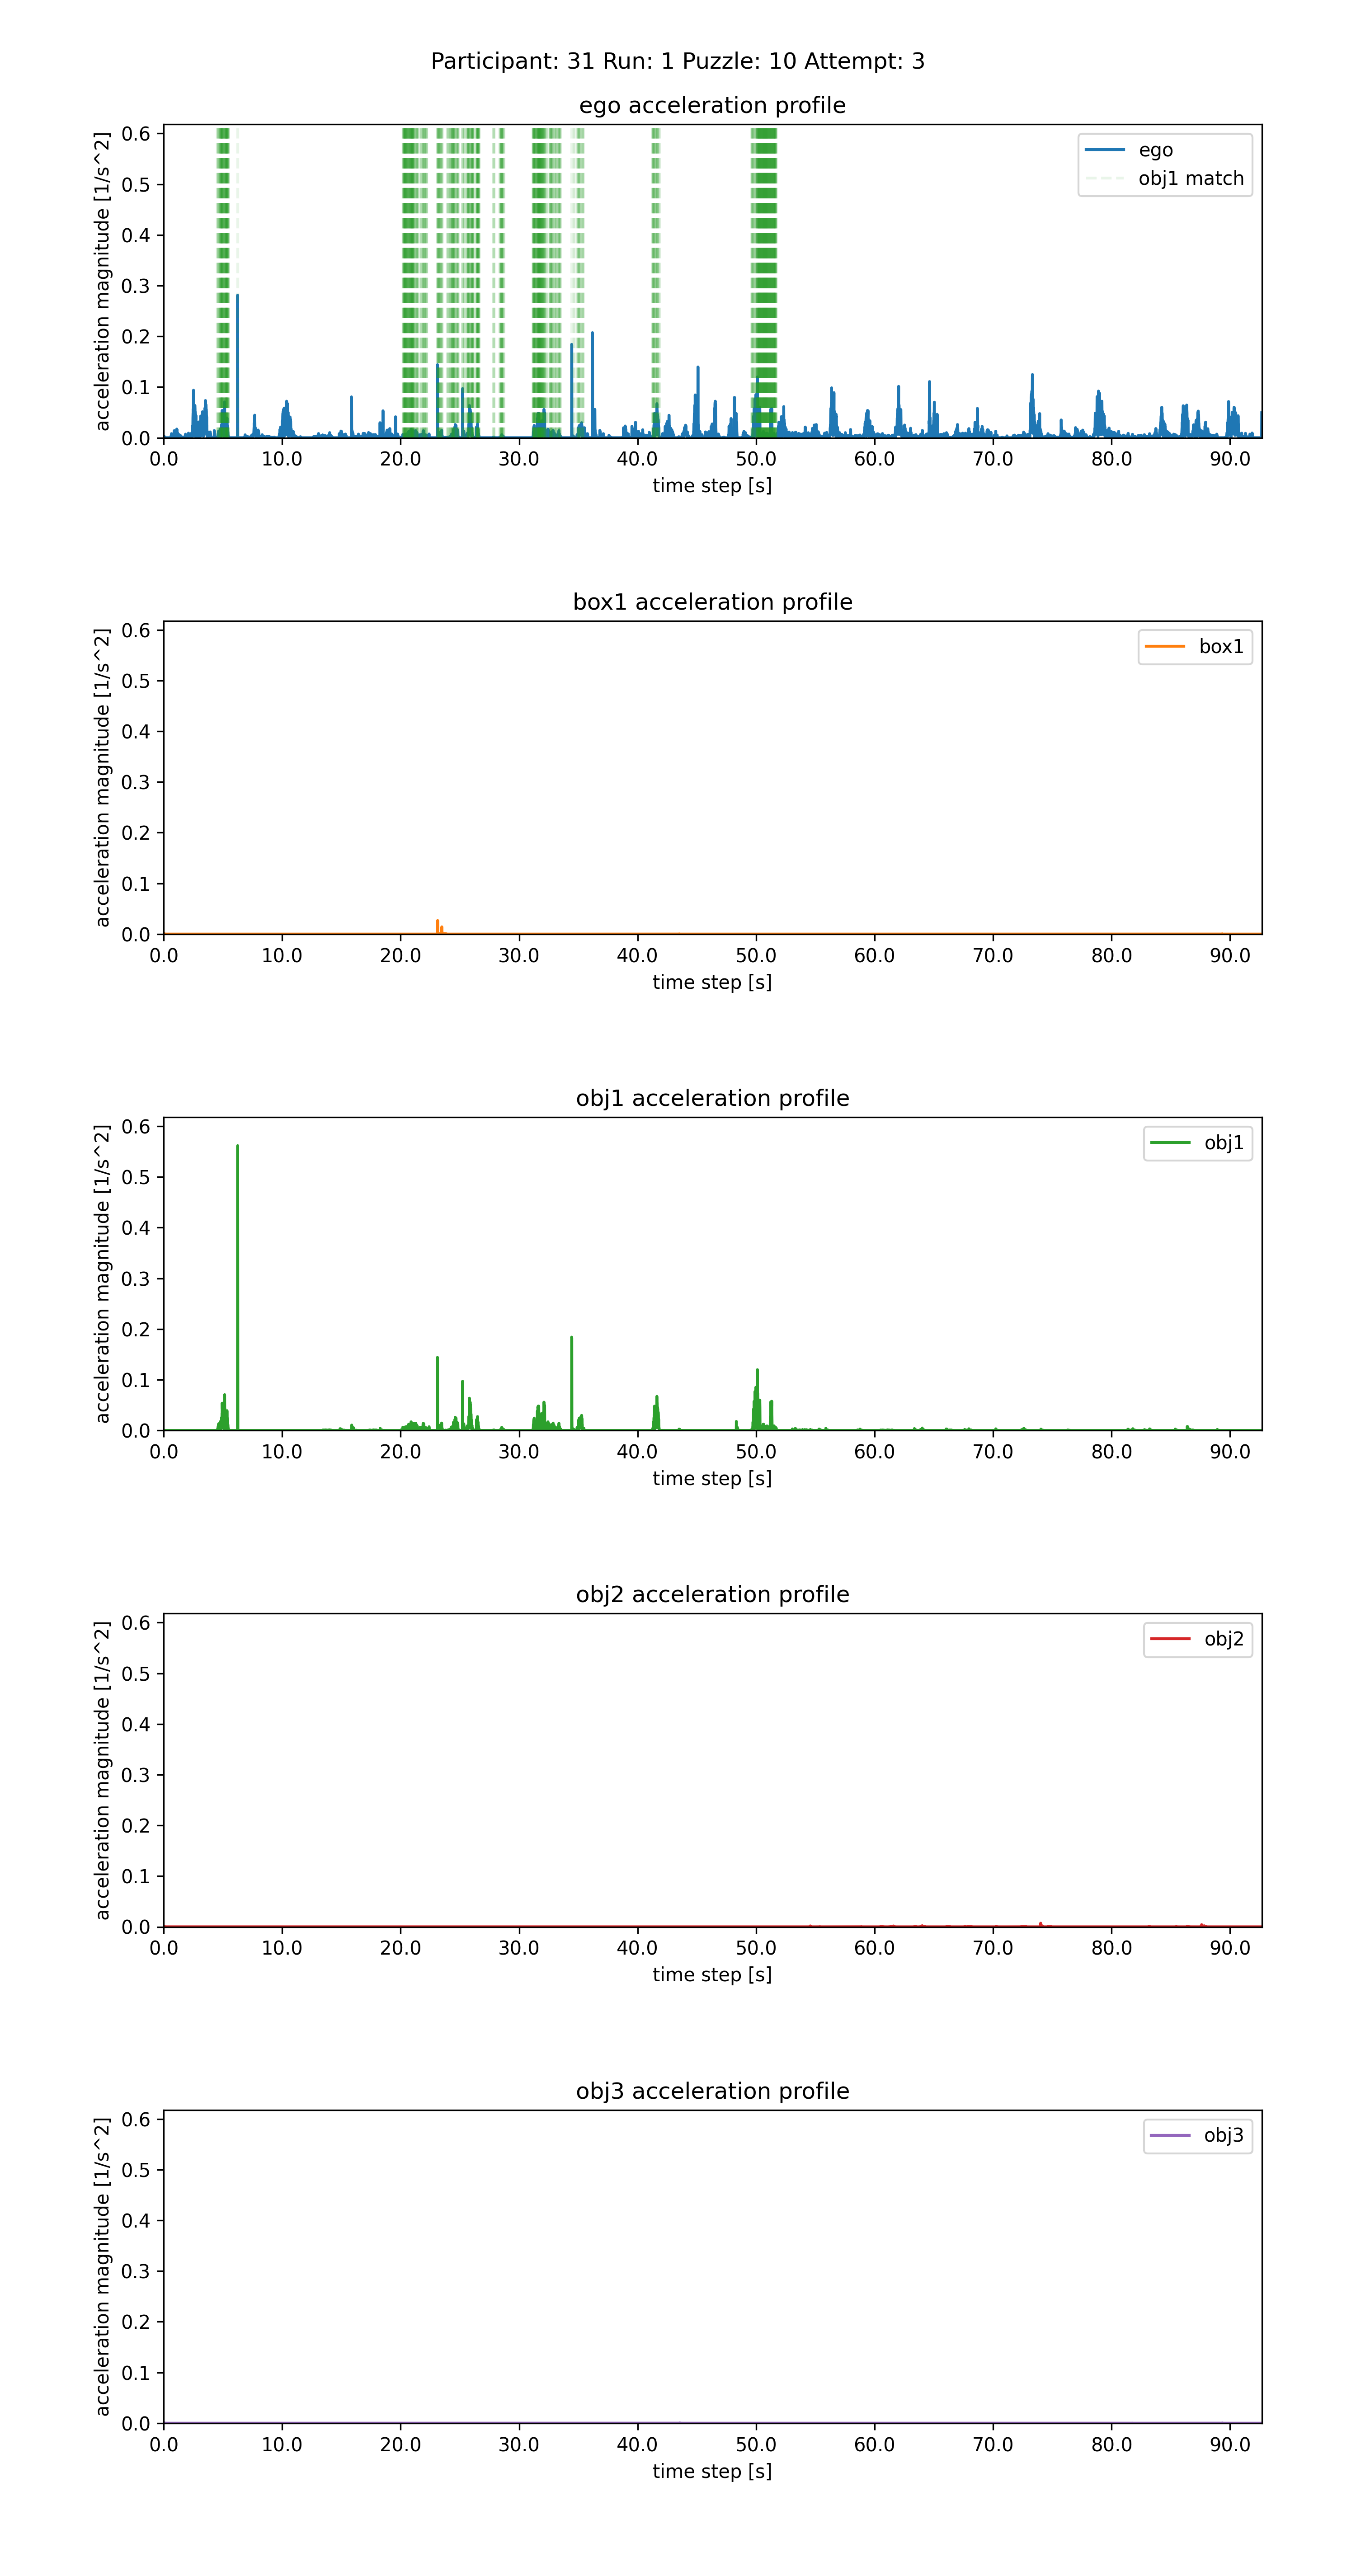 Participant: 31 Run: 1 Puzzle: 10 Attempt: 3
ego acceleration profile
acceleration magnitude [1/s^2]
0.6
0.5
0.4
0.3
0.2
0.1
0.0
ego
obj1 match
0.0 10.0 20.0 30.0 40.0 50.0 60.0 70.0 80.0 90.0
time step [s]
box1 acceleration profile
acceleration magnitude [1/s^2]
0.6
0.5
0.4
0.3
0.2
0.1
0.0
box1
0.0 10.0 20.0 30.0 40.0 50.0 60.0 70.0 80.0 90.0
time step [s]
obj1 acceleration profile
acceleration magnitude [1/s^2]
0.6
0.5
0.4
0.3
0.2
0.1
0.0
obj1
0.0 10.0 20.0 30.0 40.0 50.0 60.0 70.0 80.0 90.0
time step [s]
obj2 acceleration profile
acceleration magnitude [1/s^2]
0.6
0.5
0.4
0.3
0.2
0.1
0.0
obj2
0.0 10.0 20.0 30.0 40.0 50.0 60.0 70.0 80.0 90.0
time step [s]
obj3 acceleration profile
acceleration magnitude [1/s^2]
0.6
0.5
0.4
0.3
0.2
0.1
0.0
obj3
0.0 10.0 20.0 30.0 40.0 50.0 60.0 70.0 80.0 90.0
time step [s]